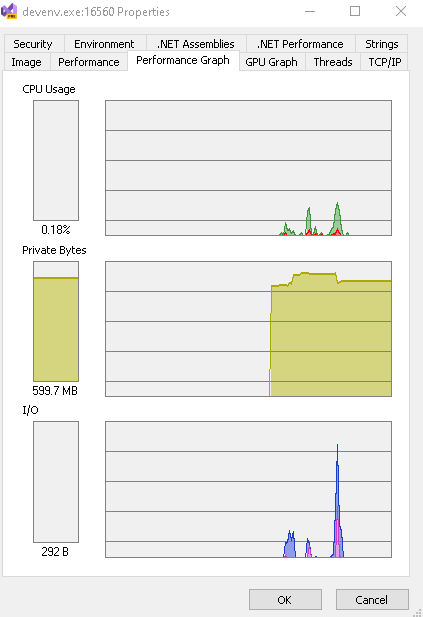 devenv.exe:16560 Properties
Security Environment .NET Assemblies .NET Performance Strings
Image Performance Performance Graph GPU Graph Threads TCP/IP
CPU Usage
0.18%
Private Bytes
599.7 MB
I/O
292 B
OK Cancel